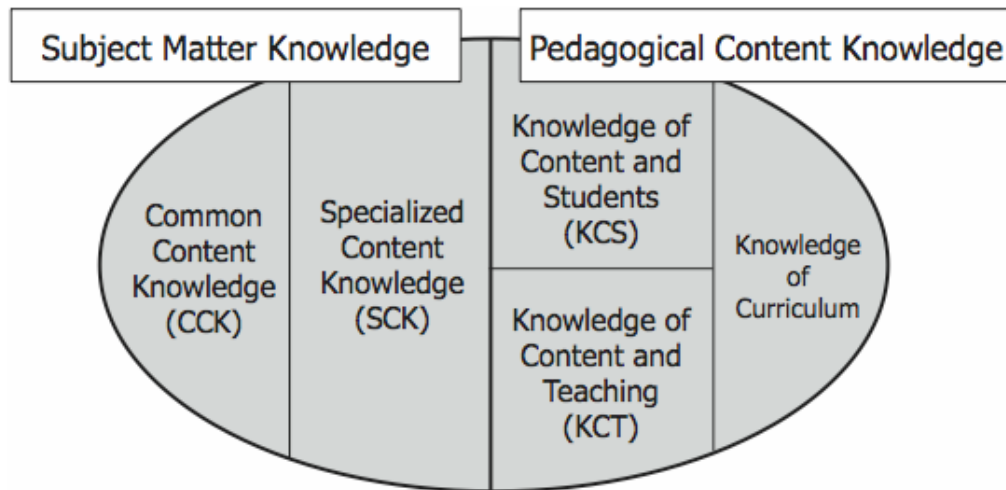 Subject Matter Knowledge
Pedagogical Content Knowledge
Common
Content
Knowledge
(CCK)
Specialized
Content
Knowledge
(SCK)
Knowledge of
Content and
Students
(KCS)
Knowledge of
Content and
Teaching
(KCT)
Knowledge
of
Curriculum